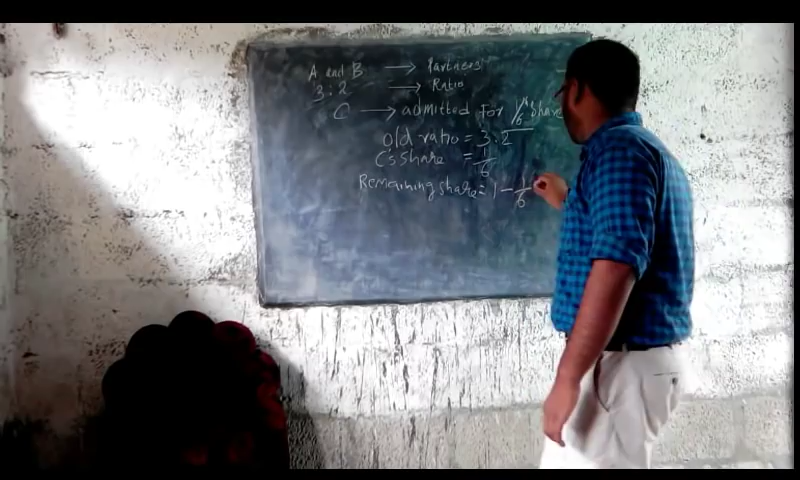 A and B → Partners
3:2 → Ratio
C → admitted For 1/6th Share
Old ratio = 3:2
C's Share = 1/6
Remaining share = 1 - 1/6